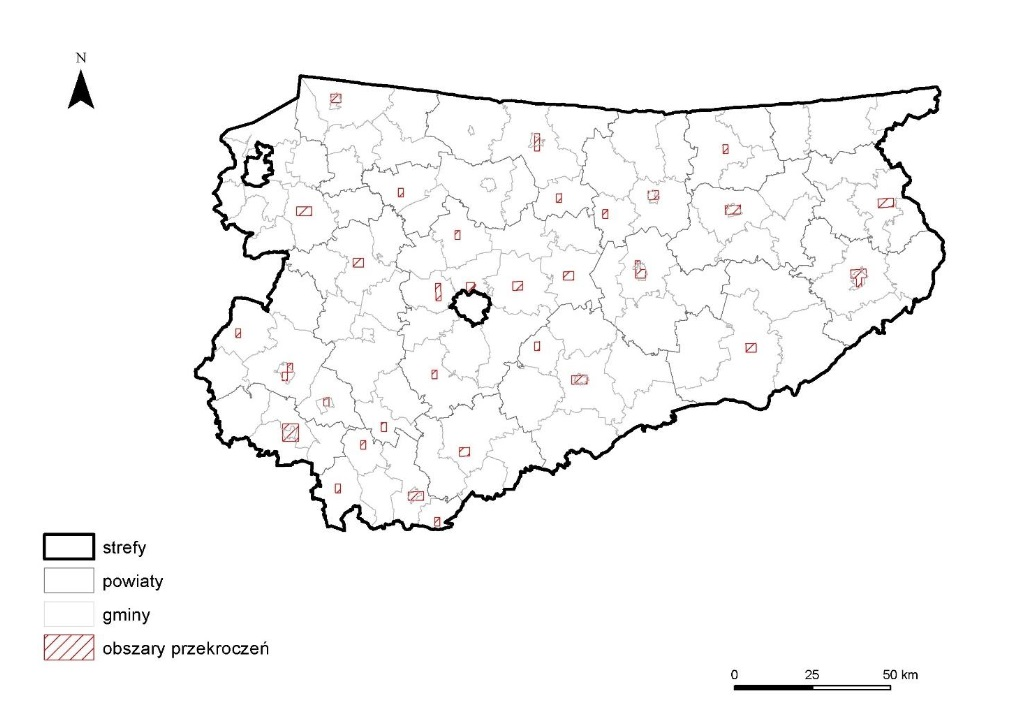 N
strefy
powiaty
gminy
obszary przekroczeń
0 25 50 km